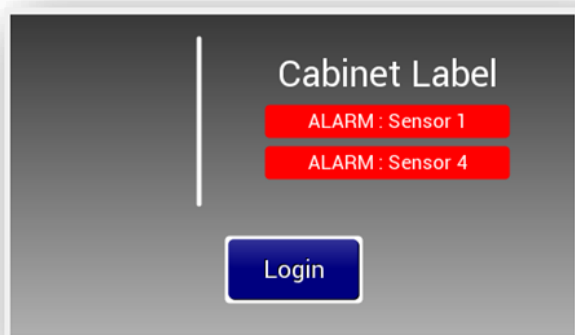 Cabinet Label
ALARM : Sensor 1
ALARM : Sensor 4
Login